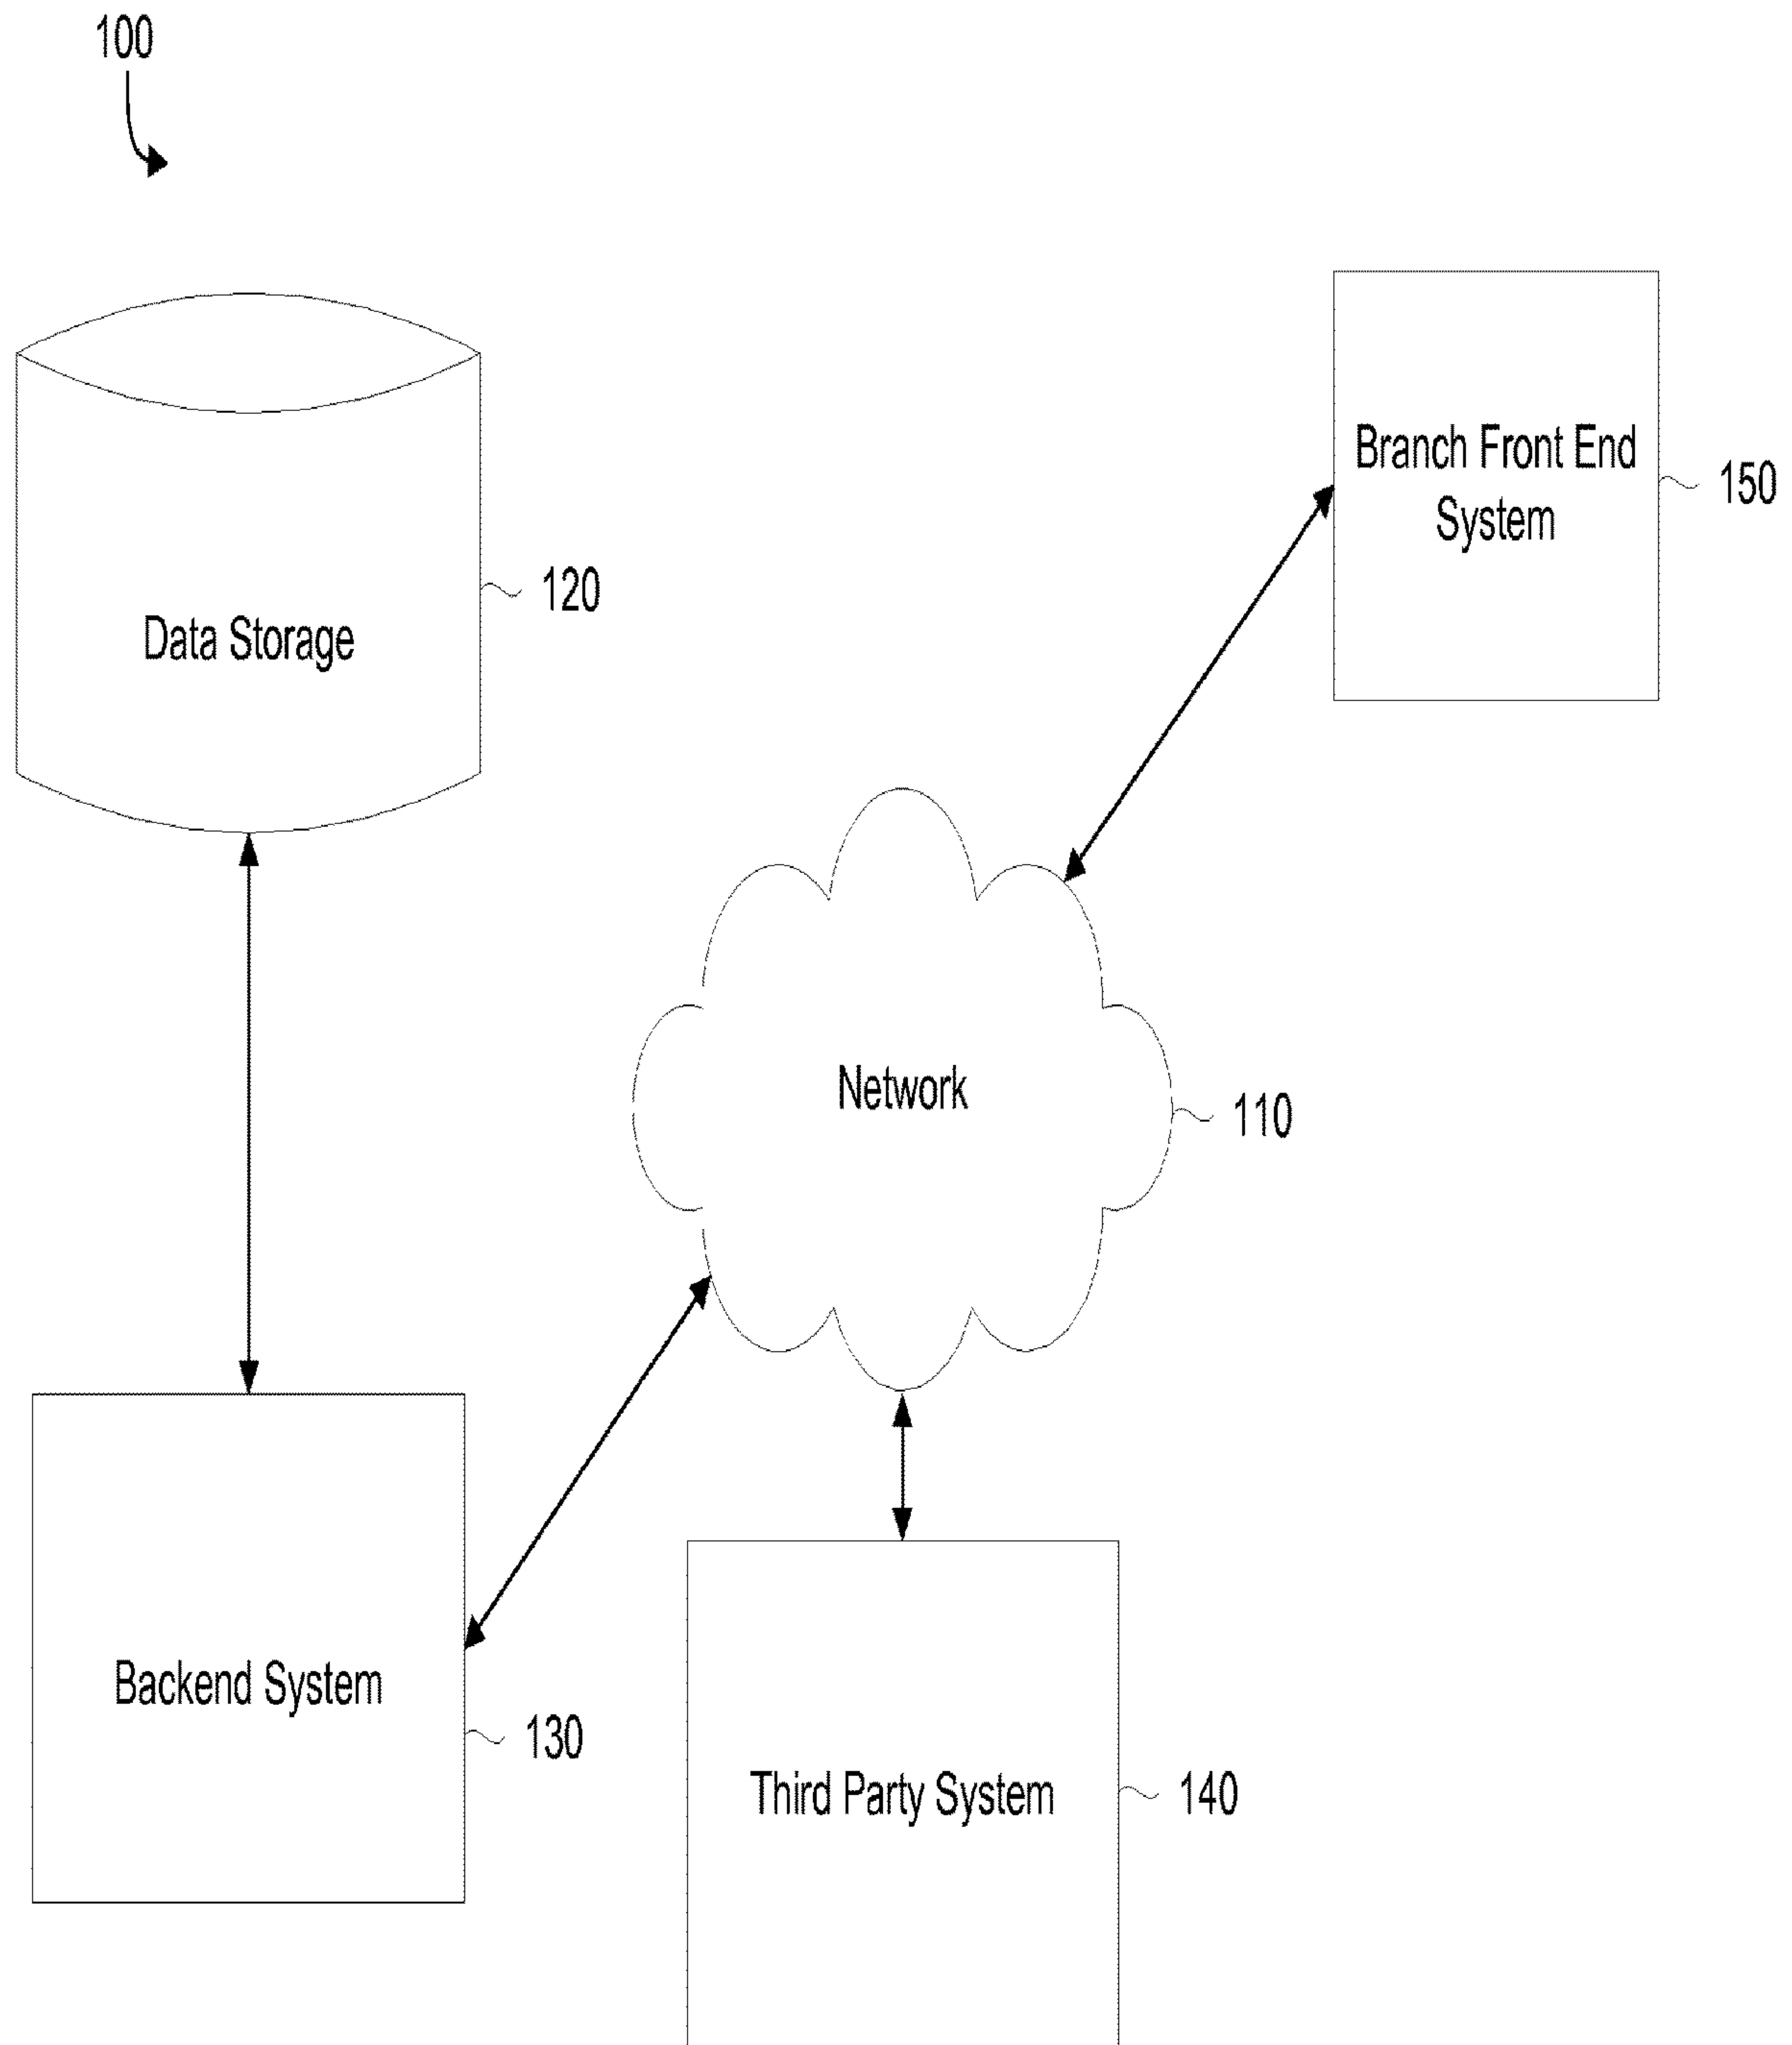 100
Branch Front End
System
150
120
Data Storage
Network
110
Backend System
130
Third Party System
140